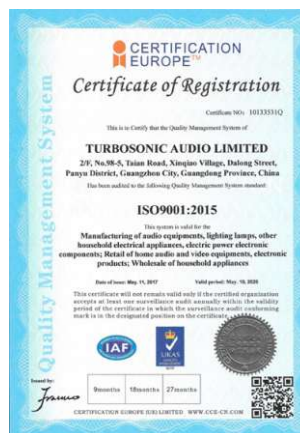 CERTIFICATION
EUROPE™
Certificate of Registration
Certificate NO: 10133531Q
This is to Certify that the Quality Management System of
TURBOSONIC AUDIO LIMITED
2/F, No.98-5, Taian Road, Xinqiao Village, Dalong Street,
Panyu District, Guangzhou City, Guangdong Province, China
Has been audited to the following Quality Management System standard:
ISO9001:2015
This system is valid for the
Manufacturing of audio equipments, lighting lamps, other
household electrical appliances, electric power electronic
components; Retail of home audio and video equipments, electronic
products; Wholesale of household appliances
Date of issue: May. 11, 2017
Valid period: May. 10, 2020
This certificate will not remain valid only if the certified organization
accepts at least one surveillance audit annually within the validity
period of the certificate in which the surveillance audit conforming
mark is in the designated position on the certificate.
IAF
UKAS
Issued by:
9months 18months 27months
CERTIFICATION EUROPE (UK) LIMITED WWW.CCE-CN.COM
Quality Management System